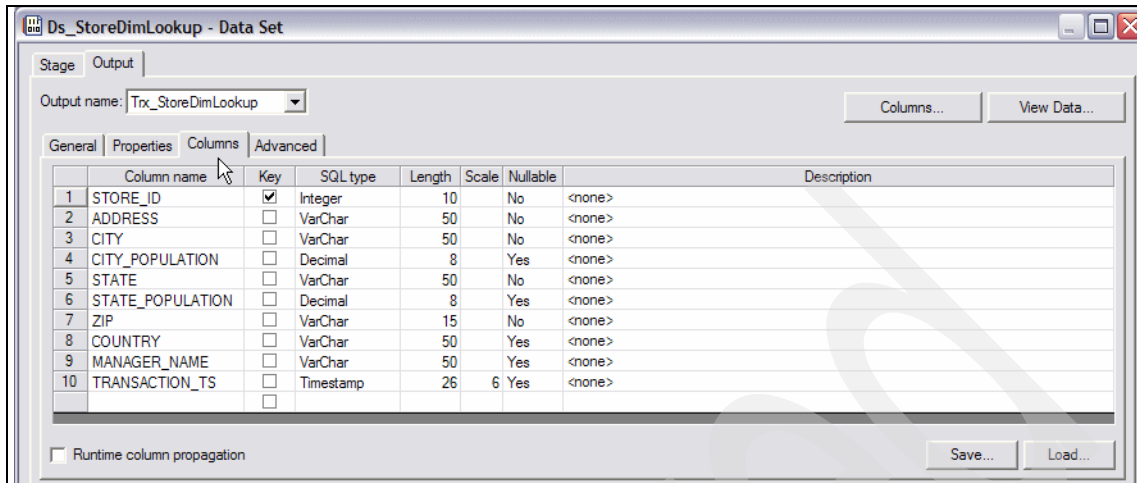 Ds_StoreDimLookup - Data Set
Stage Output
Output name: Trx_StoreDimLookup Columns... View Data...
General Properties Columns Advanced
Column name Key SQL type Length Scale Nullable Description
1 STORE_ID Integer 10 No <none>
2 ADDRESS VarChar 50 No <none>
3 CITY VarChar 50 No <none>
4 CITY_POPULATION Decimal 8 Yes <none>
5 STATE VarChar 50 No <none>
6 STATE_POPULATION Decimal 8 Yes <none>
7 ZIP VarChar 15 No <none>
8 COUNTRY VarChar 50 Yes <none>
9 MANAGER_NAME VarChar 50 Yes <none>
10 TRANSACTION_TS Timestamp 26 6 Yes <none>
Runtime column propagation Save... Load...